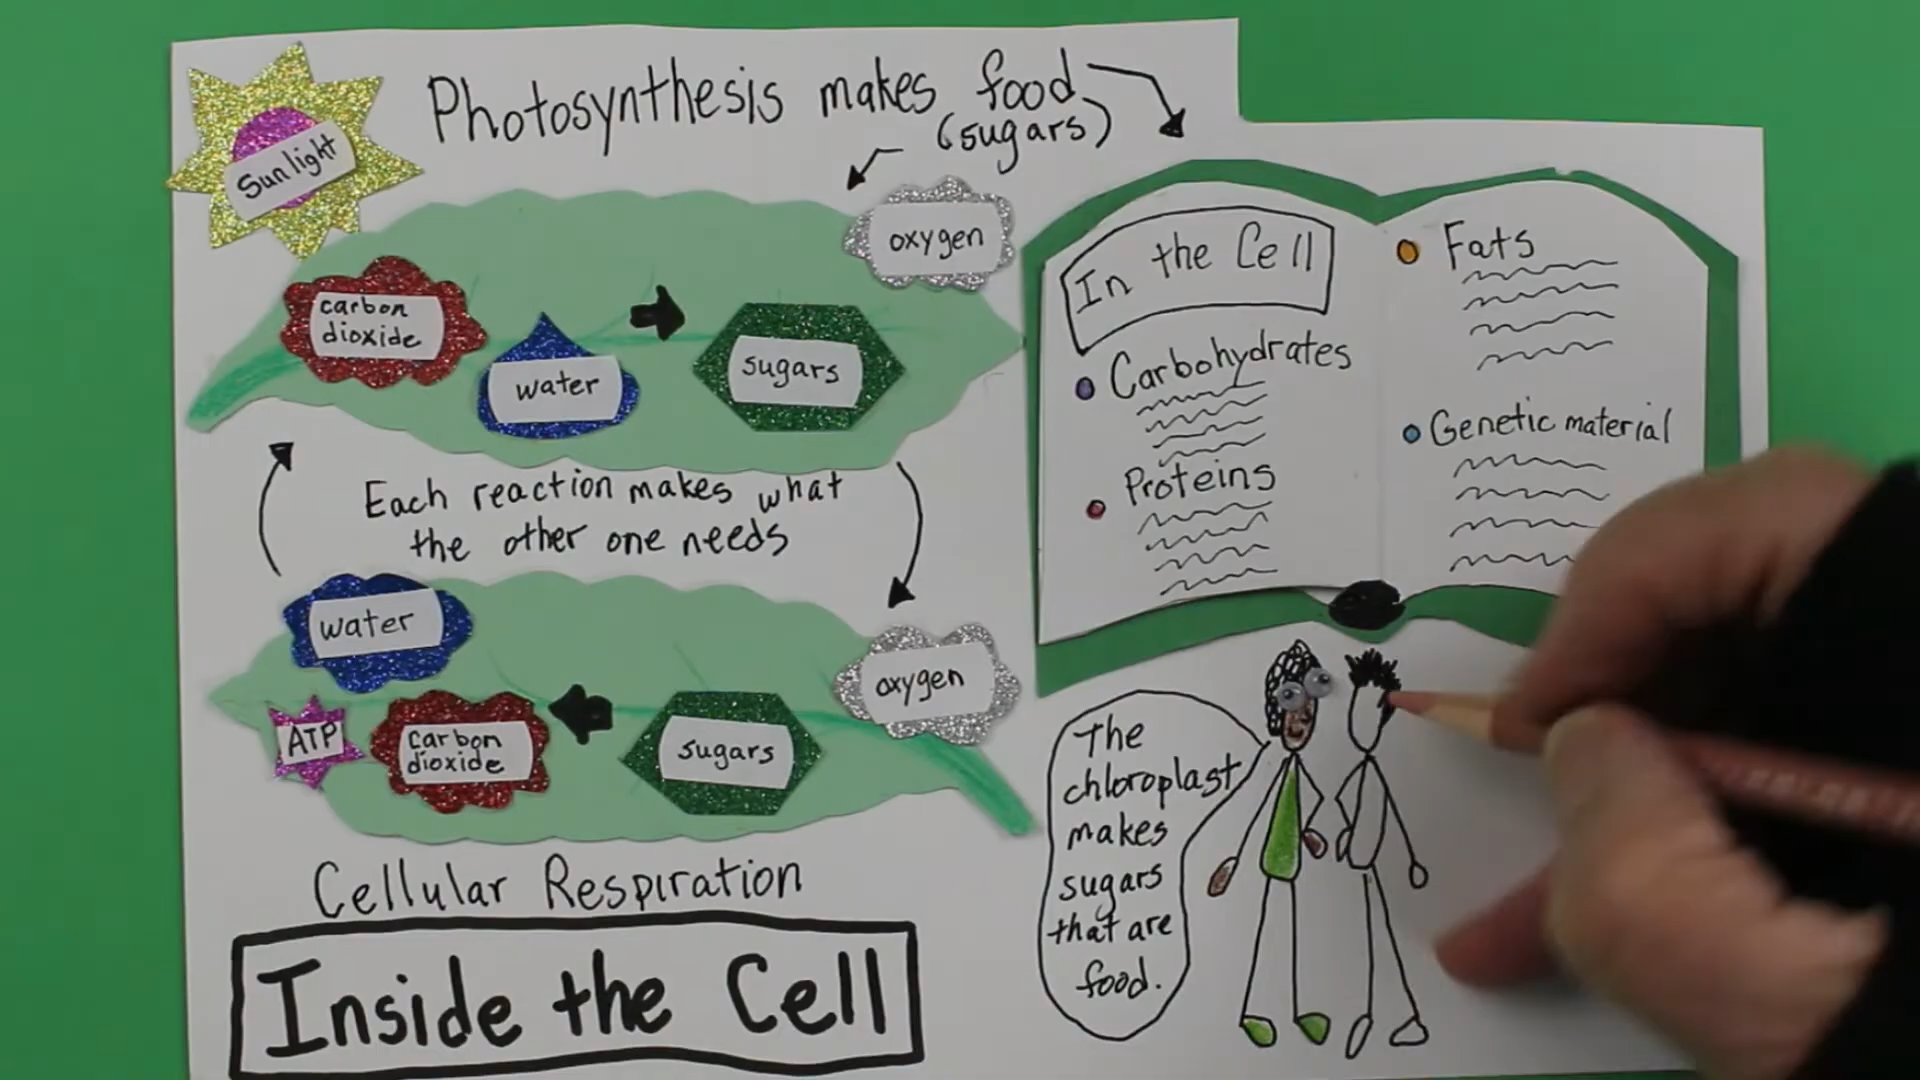 Photosynthesis makes food
(sugars)
Sunlight
oxygen
carbon
dioxide
water
sugars
Each reaction makes what
the other one needs
water
oxygen
ATP
carbon
dioxide
sugars
Cellular Respiration
Inside the Cell
In the Cell
Carbohydrates
Proteins
Fats
Genetic material
The
chloroplast
makes
sugars
that are
food.